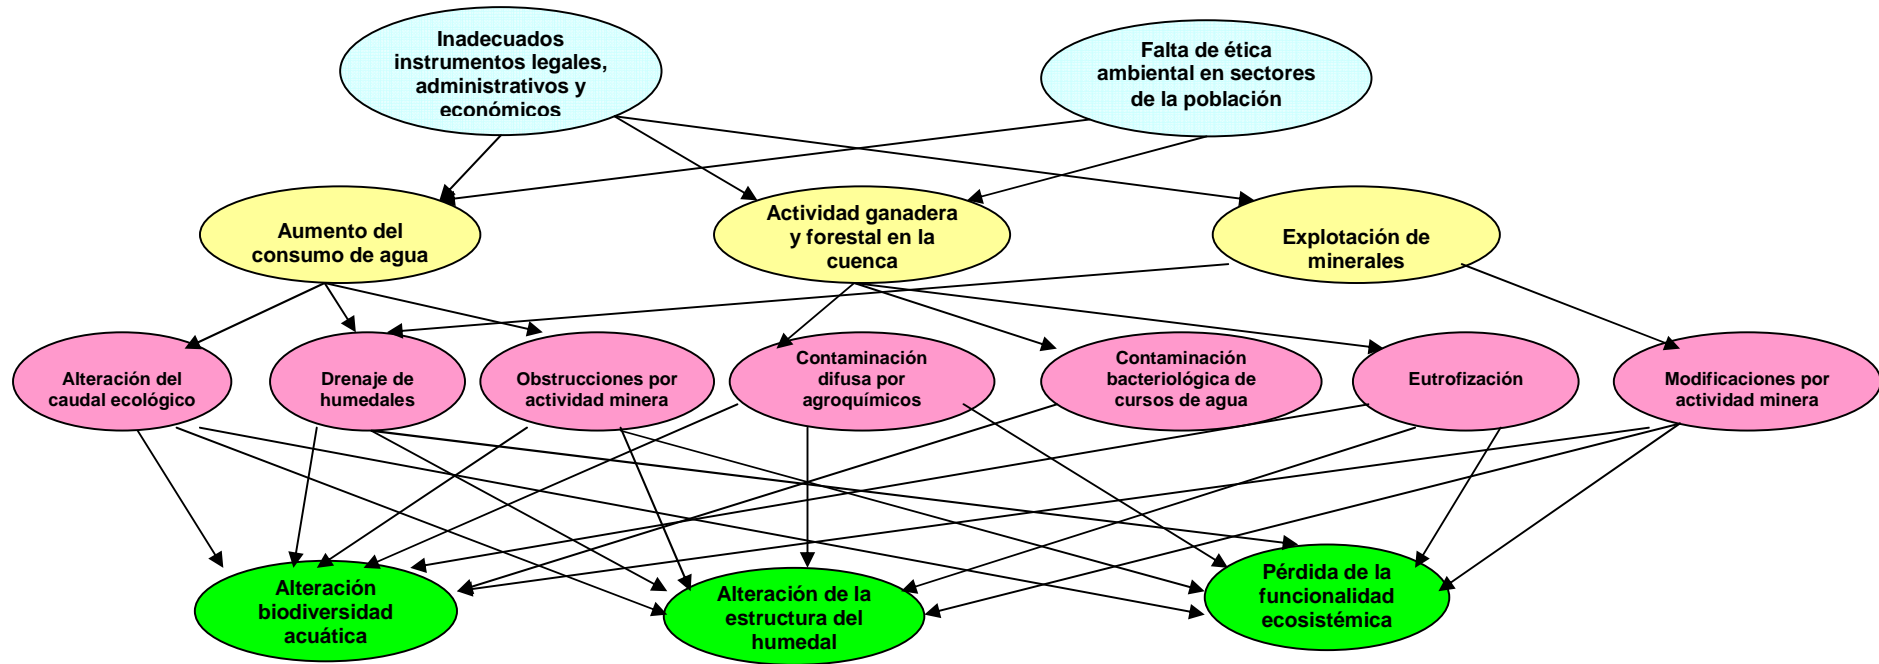 Inadecuados
instrumentos legales,
administrativos y
económicos
Falta de ética
ambiental en sectores
de la población
Aumento del
consumo de agua
Actividad ganadera
y forestal en la
cuenca
Explotación de
minerales
Alteración del
caudal ecológico
Drenaje de
humedales
Obstrucciones por
actividad minera
Contaminación
difusa por
agroquímicos
Contaminación
bacteriológica de
cursos de agua
Eutrofización
Modificaciones por
actividad minera
Alteración
biodiversidad
acuática
Alteración de la
estructura del
humedal
Pérdida de la
funcionalidad
ecosistémica